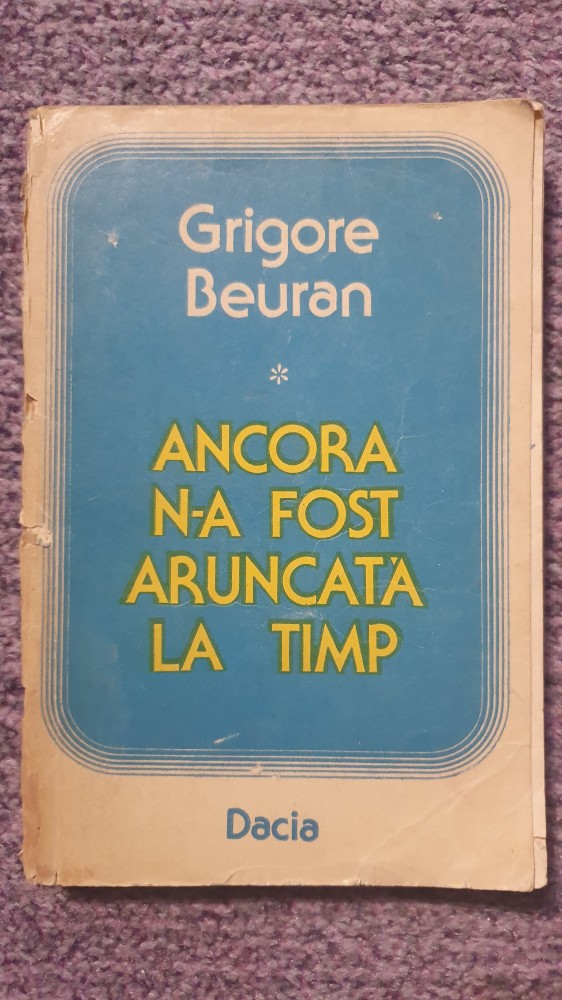 Grigore
Beuran
*
ANCORA
N-A FOST
ARUNCATĂ
LA TIMP
Dacia